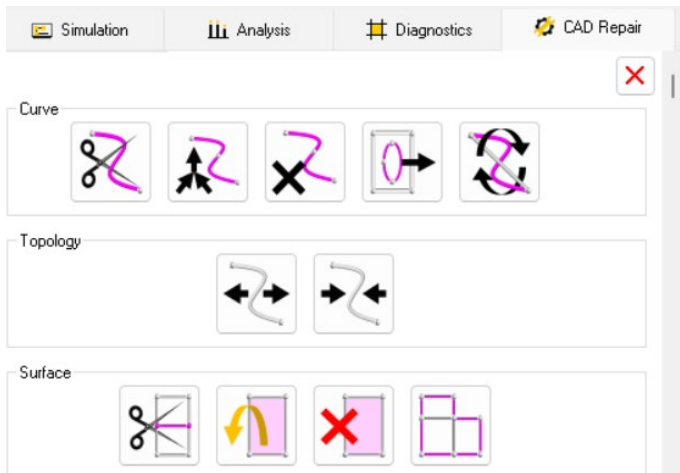 Simulation Analysis Diagnostics CAD Repair
Curve
Topology
Surface